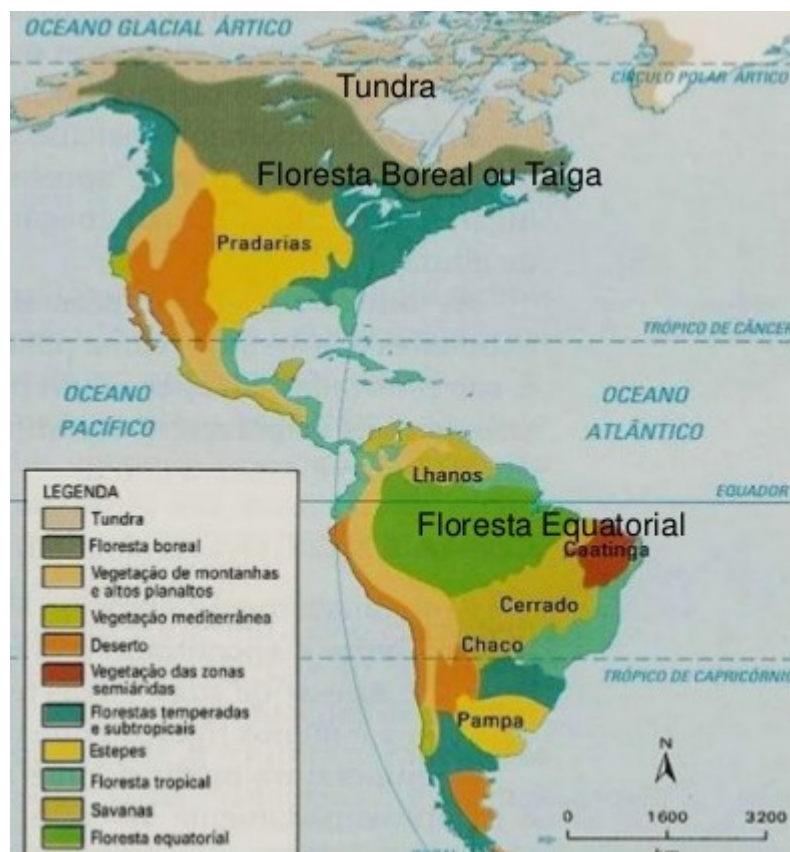 OCEANO GLACIAL ÁRTICO
Tundra
CÍRCULO POLAR ÁRTICO
Floresta Boreal ou Taiga
Pradarias
TRÓPICO DE CÂNCER
OCEANO
PACÍFICO
OCEANO
ATLÂNTICO
Lhanos
EQUADOR
Floresta Equatorial
Caatinga
Cerrado
Chaco
TRÓPICO DE CAPRICÓRNIO
Pampa
N
0 1600 3200
LEGENDA
Tundra
Floresta boreal
Vegetação de montanhas
e altos planaltos
Vegetação mediterrânea
Deserto
Vegetação das zonas
semiáridas
Florestas temperadas
e subtropicais
Estepes
Floresta tropical
Savanas
Floresta equatorial